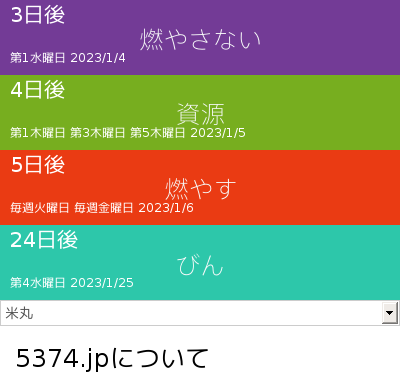 3日後
燃やさない
第1水曜日 2023/1/4
4日後
資源
第1木曜日 第3木曜日 第5木曜日 2023/1/5
5日後
燃やす
毎週火曜日 毎週金曜日 2023/1/6
24日後
びん
第4水曜日 2023/1/25
米丸
5374.jpについて